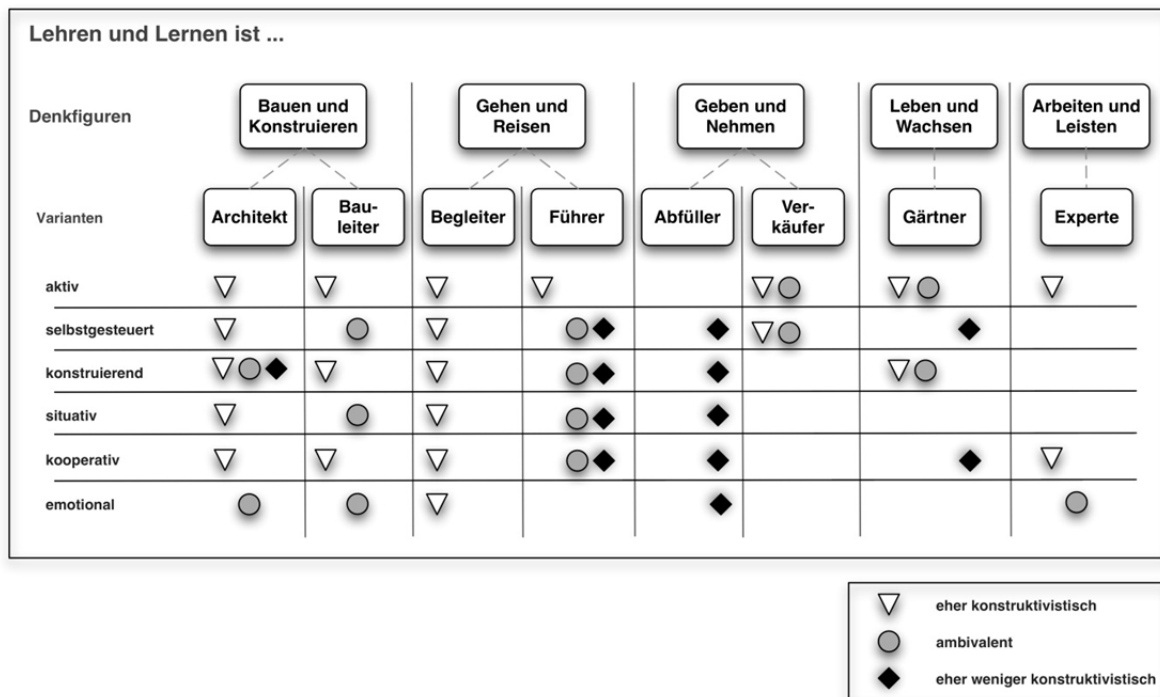 Lehren und Lernen ist ...
Denkfiguren
Bauen und
Konstruieren
Gehen und
Reisen
Geben und
Nehmen
Leben und
Wachsen
Arbeiten und
Leisten
Varianten
Architekt
Bau-
leiter
Begleiter
Führer
Abfüller
Ver-
käufer
Gärtner
Experte
aktiv
selbstgesteuert
konstruierend
situativ
kooperativ
emotional
eher konstruktivistisch
ambivalent
eher weniger konstruktivistisch